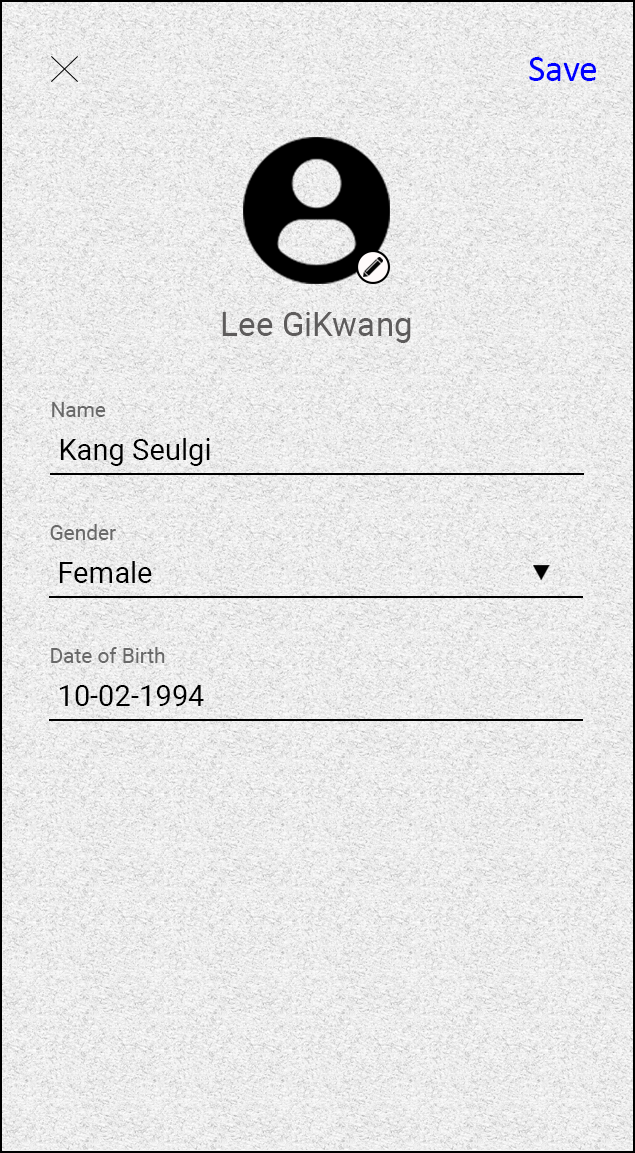 Save
Lee GiKwang
Name
Kang Seulgi
Gender
Female
Date of Birth
10-02-1994